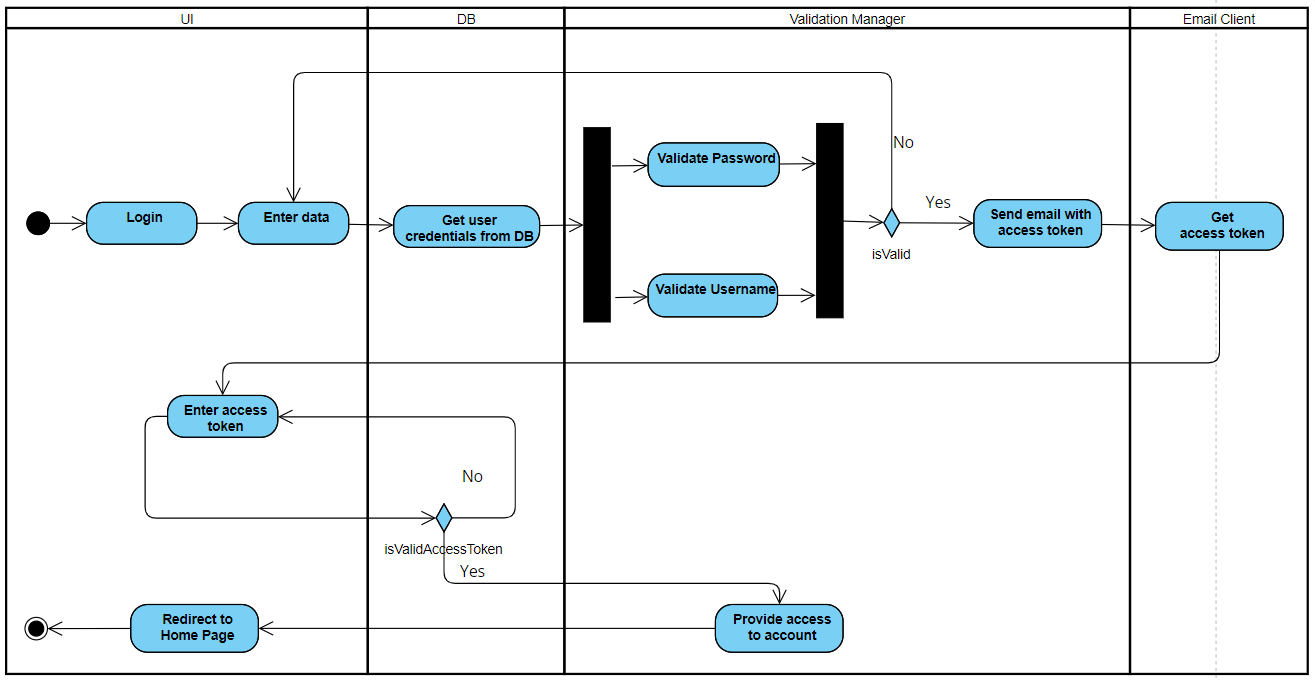 UI
DB
Validation Manager
Email Client
No
Validate Password
Yes
Login
Enter data
Get user
credentials from DB
Send email with
access token
Get
access token
isValid
Validate Username
Enter access
token
No
isValidAccessToken
Yes
Redirect to
Home Page
Provide access
to account